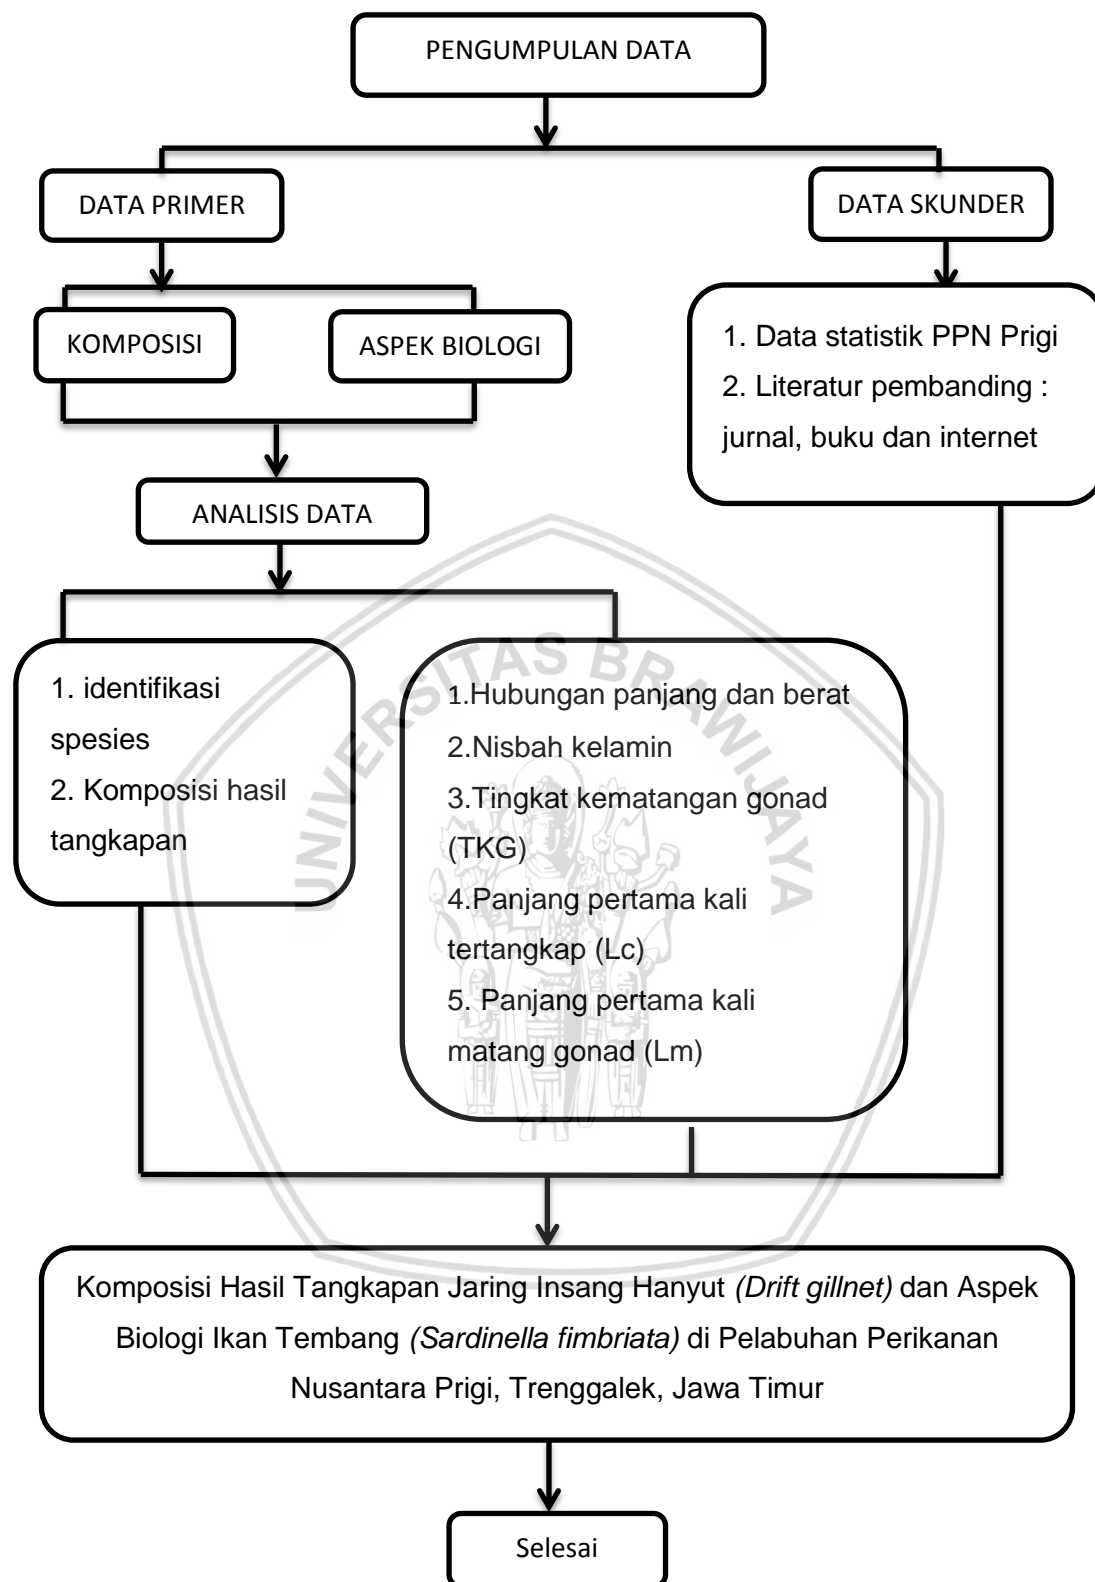 PENGUMPULAN DATA
DATA PRIMER
DATA SKUNDER
KOMPOSISI
ASPEK BIOLOGI
1. Data statistik PPN Prigi
2. Literatur pembanding :
jurnal, buku dan internet
ANALISIS DATA
1. identifikasi
spesies
2. Komposisi hasil
tangkapan
1.Hubungan panjang dan berat
2.Nisbah kelamin
3.Tingkat kematangan gonad
(TKG)
4.Panjang pertama kali
tertangkap (Lc)
5. Panjang pertama kali
matang gonad (Lm)
UNIVERSITAS BRAWIJAYA
Komposisi Hasil Tangkapan Jaring Insang Hanyut (Drift gillnet) dan Aspek
Biologi Ikan Tembang (Sardinella fimbriata) di Pelabuhan Perikanan
Nusantara Prigi, Trenggalek, Jawa Timur
Selesai